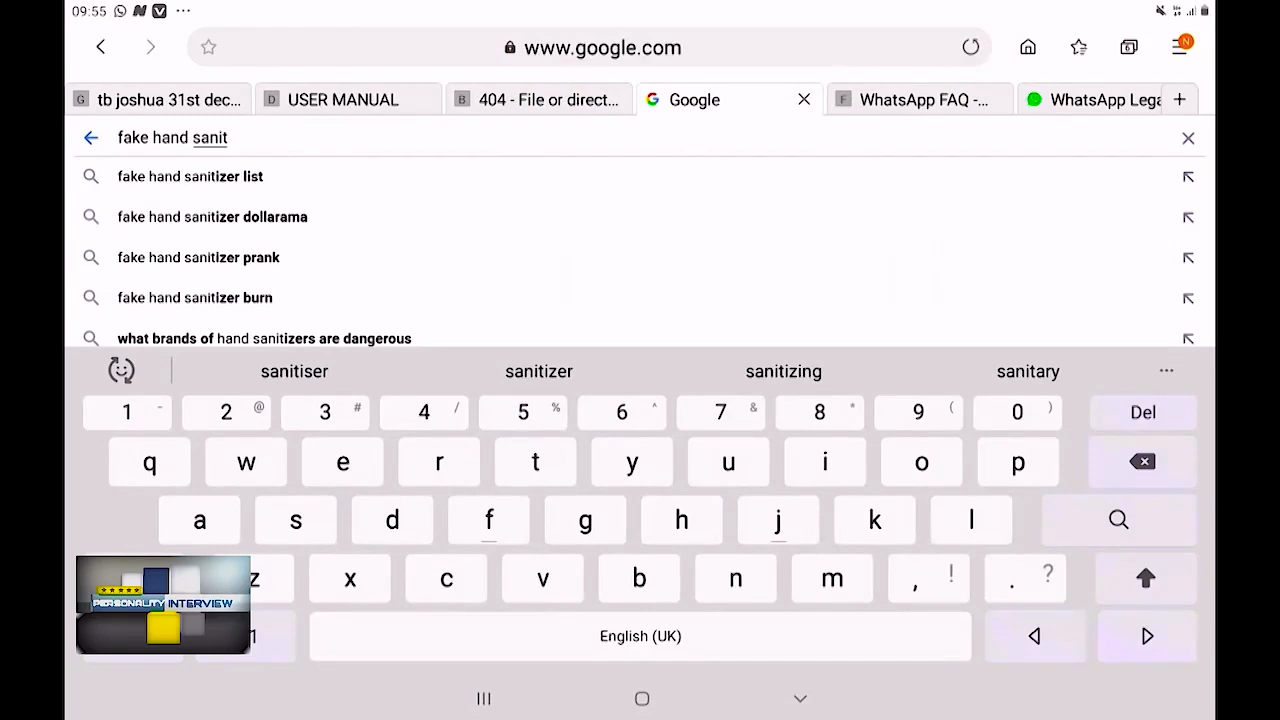 09:55
www.google.com
6
N
G tb joshua 31st dec...
D USER MANUAL
B 404 - File or direct...
Google
F WhatsApp FAQ -...
WhatsApp Lega
fake hand sanit
fake hand sanitizer list
fake hand sanitizer dollarama
fake hand sanitizer prank
fake hand sanitizer burn
what brands of hand sanitizers are dangerous
sanitiser sanitizer sanitizing sanitary
1 - 2 @ 3 # 4 / 5 % 6 ^ 7 & 8 * 9 ( 0 ) Del
q w e r t y u i o p
a s d f g h j k l
z x c v b n m , ! . ?
PERSONALITY INTERVIEW
1 English (UK)